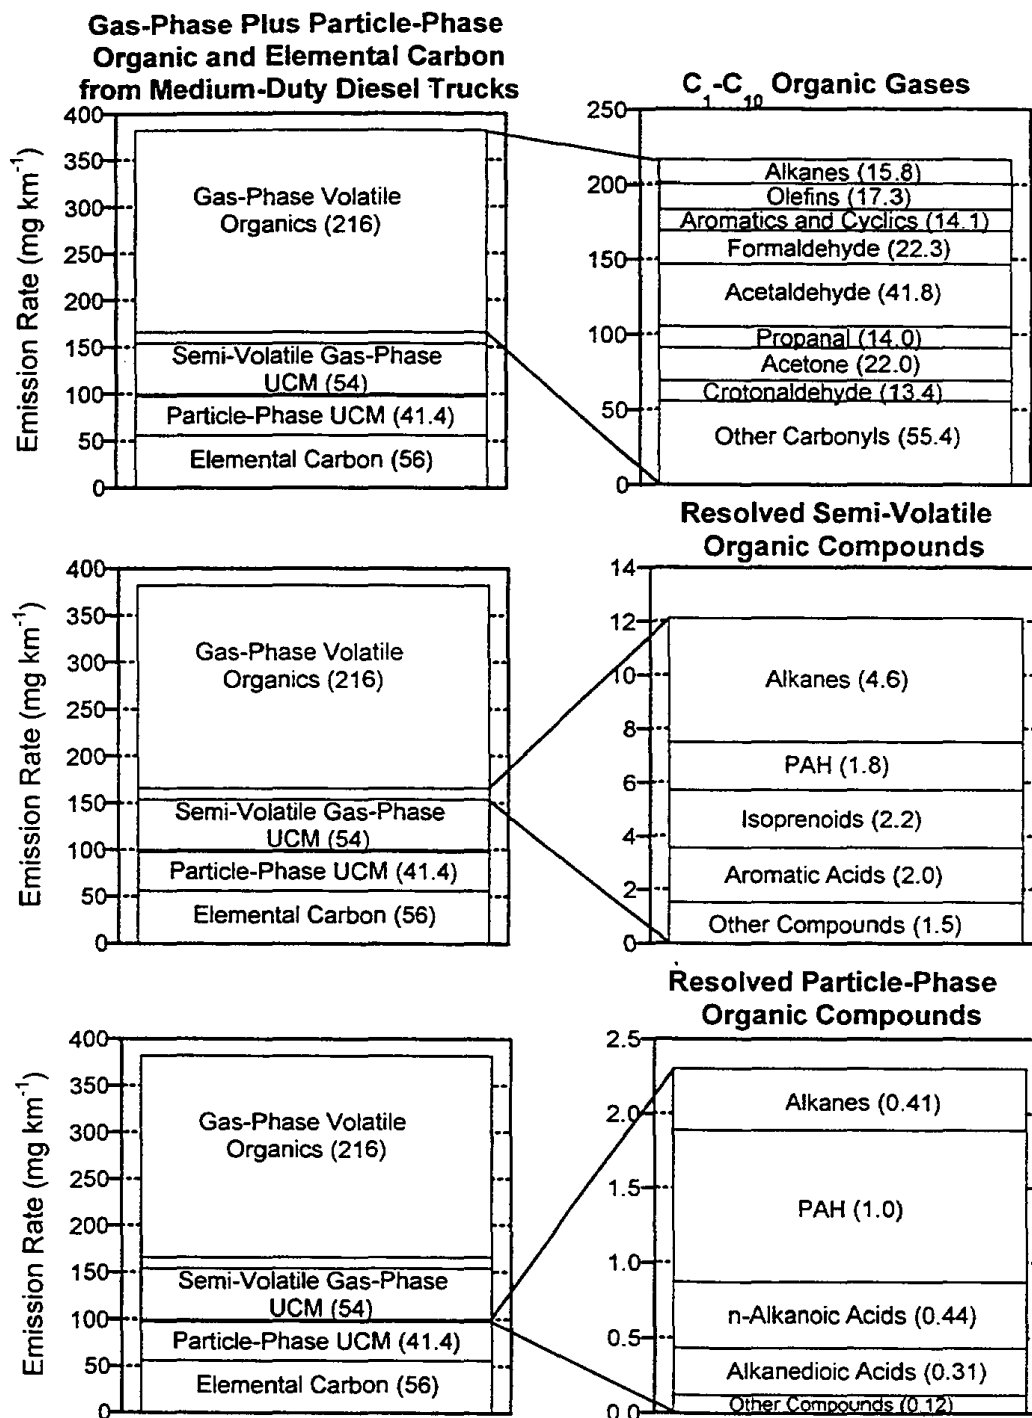 Gas-Phase Plus Particle-Phase
Organic and Elemental Carbon
from Medium-Duty Diesel Trucks
Emission Rate (mg km⁻¹)
400
350
300
250
200
150
100
50
0
Gas-Phase Volatile
Organics (216)
Semi-Volatile Gas-Phase
UCM (54)
Particle-Phase UCM (41.4)
Elemental Carbon (56)
C₁-C₁₀ Organic Gases
250
200
150
100
50
0
Alkanes (15.8)
Olefins (17.3)
Aromatics and Cyclics (14.1)
Formaldehyde (22.3)
Acetaldehyde (41.8)
Propanal (14.0)
Acetone (22.0)
Crotonaldehyde (13.4)
Other Carbonyls (55.4)
Emission Rate (mg km⁻¹)
400
350
300
250
200
150
100
50
0
Gas-Phase Volatile
Organics (216)
Semi-Volatile Gas-Phase
UCM (54)
Particle-Phase UCM (41.4)
Elemental Carbon (56)
Resolved Semi-Volatile
Organic Compounds
14
12
10
8
6
4
2
0
Alkanes (4.6)
PAH (1.8)
Isoprenoids (2.2)
Aromatic Acids (2.0)
Other Compounds (1.5)
Emission Rate (mg km⁻¹)
400
350
300
250
200
150
100
50
0
Gas-Phase Volatile
Organics (216)
Semi-Volatile Gas-Phase
UCM (54)
Particle-Phase UCM (41.4)
Elemental Carbon (56)
Resolved Particle-Phase
Organic Compounds
2.5
2.0
1.5
1.0
0.5
0.0
Alkanes (0.41)
PAH (1.0)
n-Alkanoic Acids (0.44)
Alkanedioic Acids (0.31)
Other Compounds (0.12)